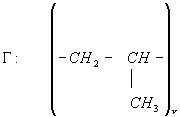 Γ : ( - CH₂ - CH - )ᵥ
|
CH₃